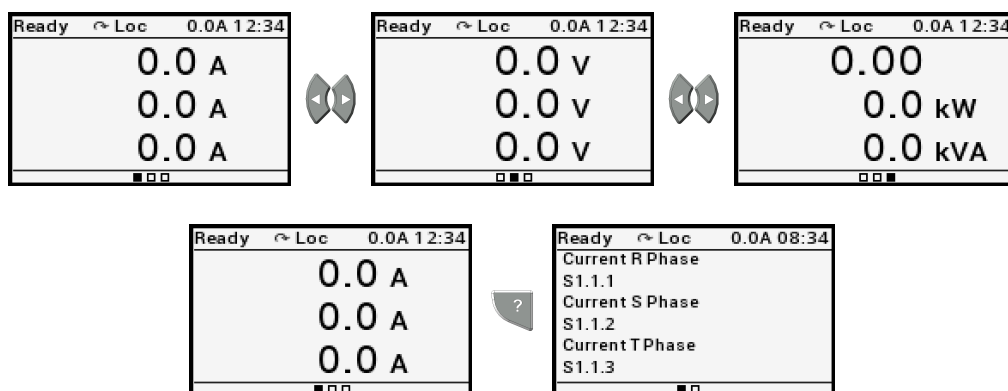 Ready Loc 0.0A 12:34
0.0 A
0.0 A
0.0 A
Ready Loc 0.0A 12:34
0.0 V
0.0 V
0.0 V
Ready Loc 0.0A 12:34
0.00
0.0 kW
0.0 kVA
Ready Loc 0.0A 12:34
0.0 A
0.0 A
0.0 A
?
Ready Loc 0.0A 08:34
Current R Phase
S1.1.1
Current S Phase
S1.1.2
Current T Phase
S1.1.3